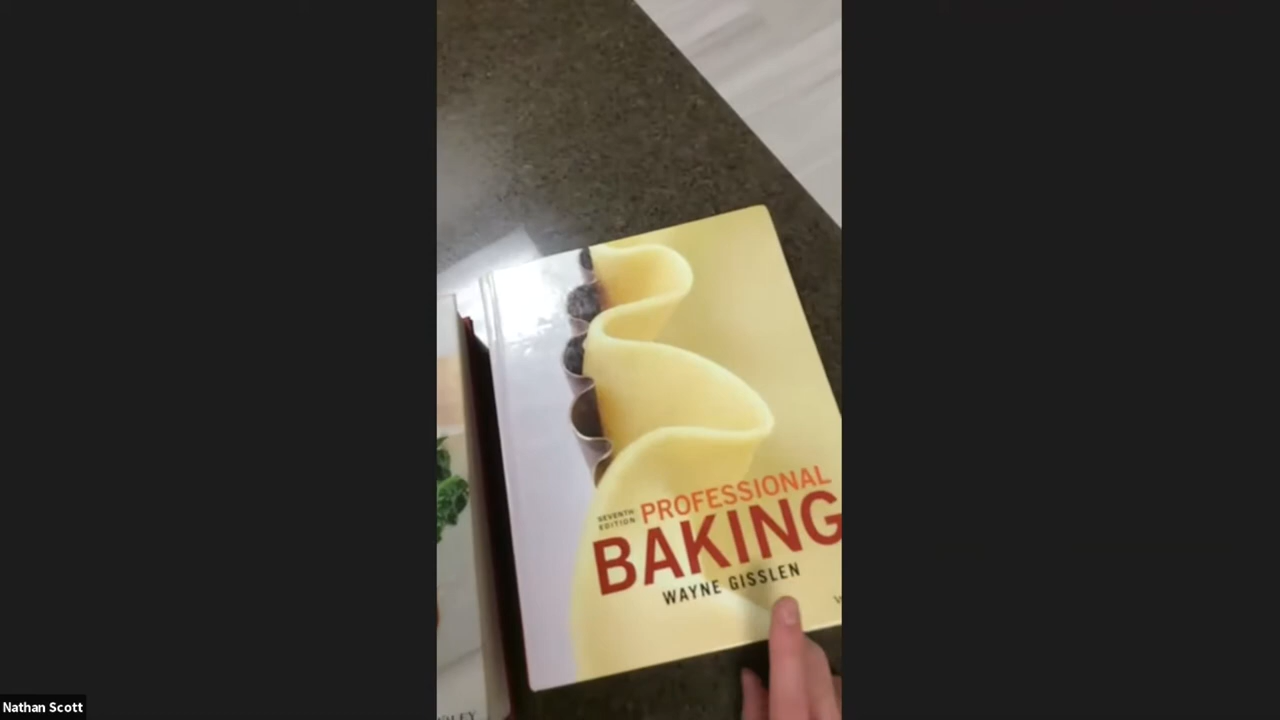 SEVENTH
EDITION
PROFESSIONAL
BAKING
WAYNE GISSLEN
Nathan Scott